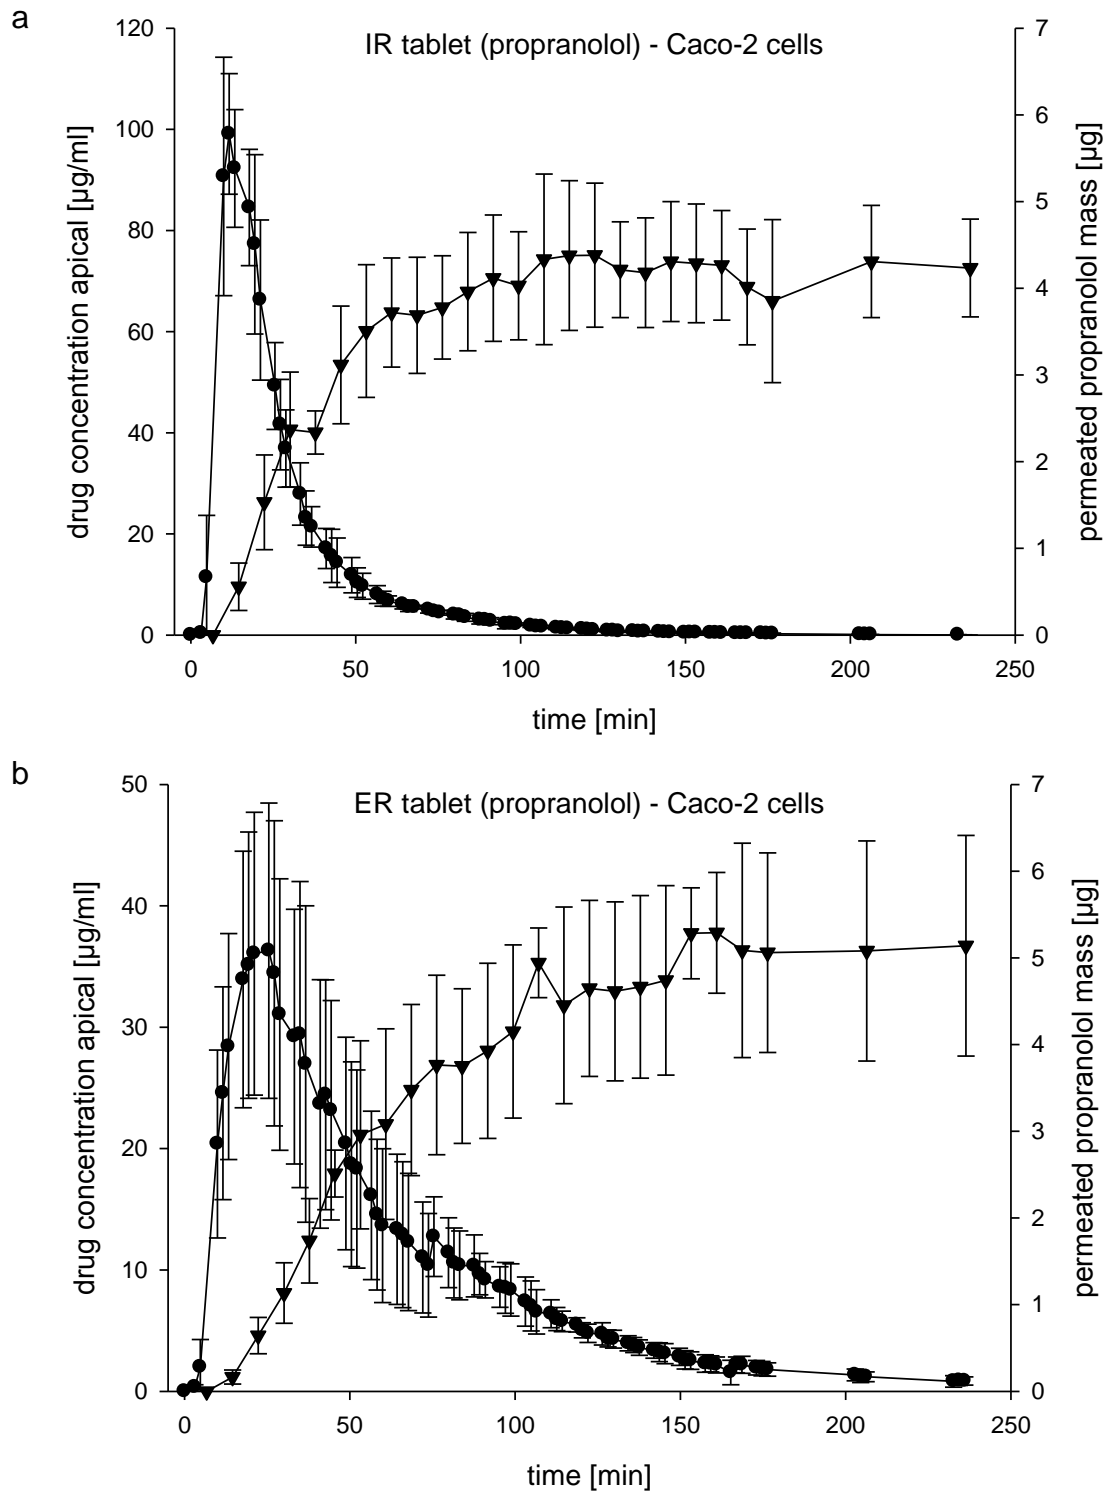 a
IR tablet (propranolol) - Caco-2 cells
drug concentration apical [µg/ml]
120
100
80
60
40
20
0
permeated propranolol mass [µg]
7
6
5
4
3
2
1
0
0 50 100 150 200 250
time [min]
b
ER tablet (propranolol) - Caco-2 cells
drug concentration apical [µg/ml]
50
40
30
20
10
0
permeated propranolol mass [µg]
7
6
5
4
3
2
1
0
0 50 100 150 200 250
time [min]